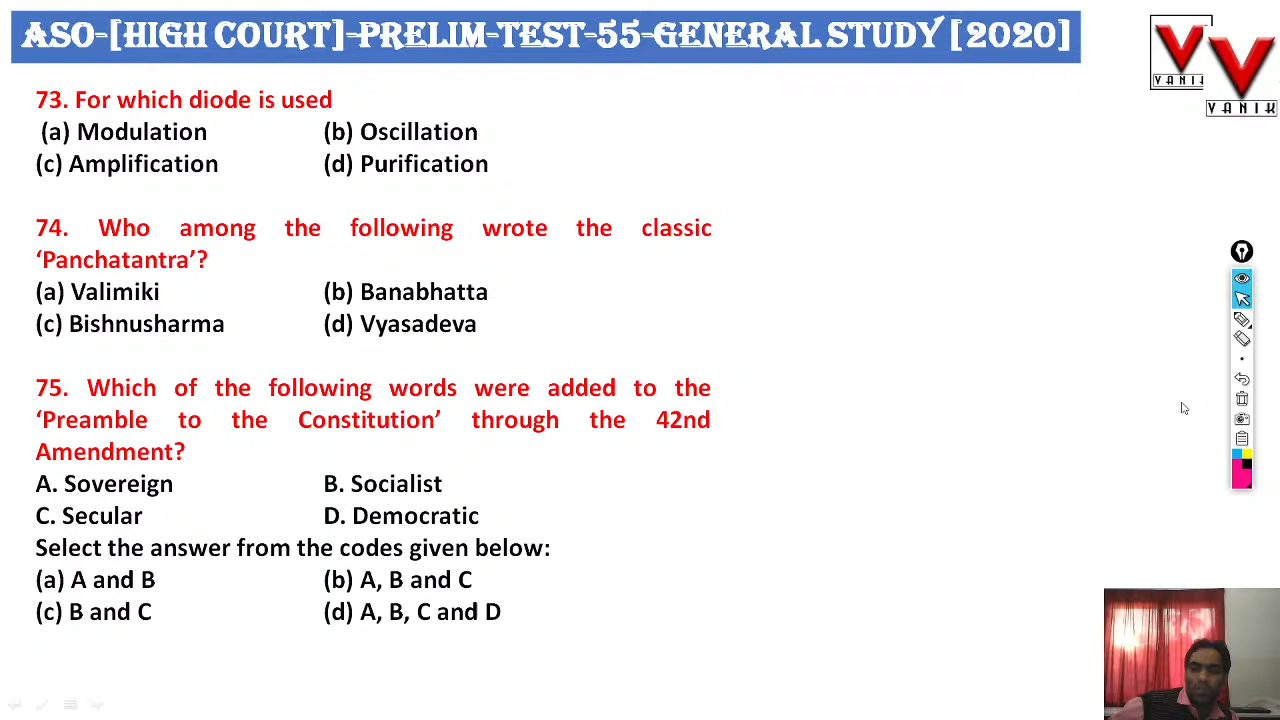 ASO-[HIGH COURT]-PRELIM-TEST-55-GENERAL STUDY [2020]
VANIK
VANIK
73. For which diode is used
(a) Modulation (b) Oscillation
(c) Amplification (d) Purification
74. Who among the following wrote the classic
‘Panchatantra’?
(a) Valimiki (b) Banabhatta
(c) Bishnusharma (d) Vyasadeva
75. Which of the following words were added to the
‘Preamble to the Constitution’ through the 42nd
Amendment?
A. Sovereign B. Socialist
C. Secular D. Democratic
Select the answer from the codes given below:
(a) A and B (b) A, B and C
(c) B and C (d) A, B, C and D